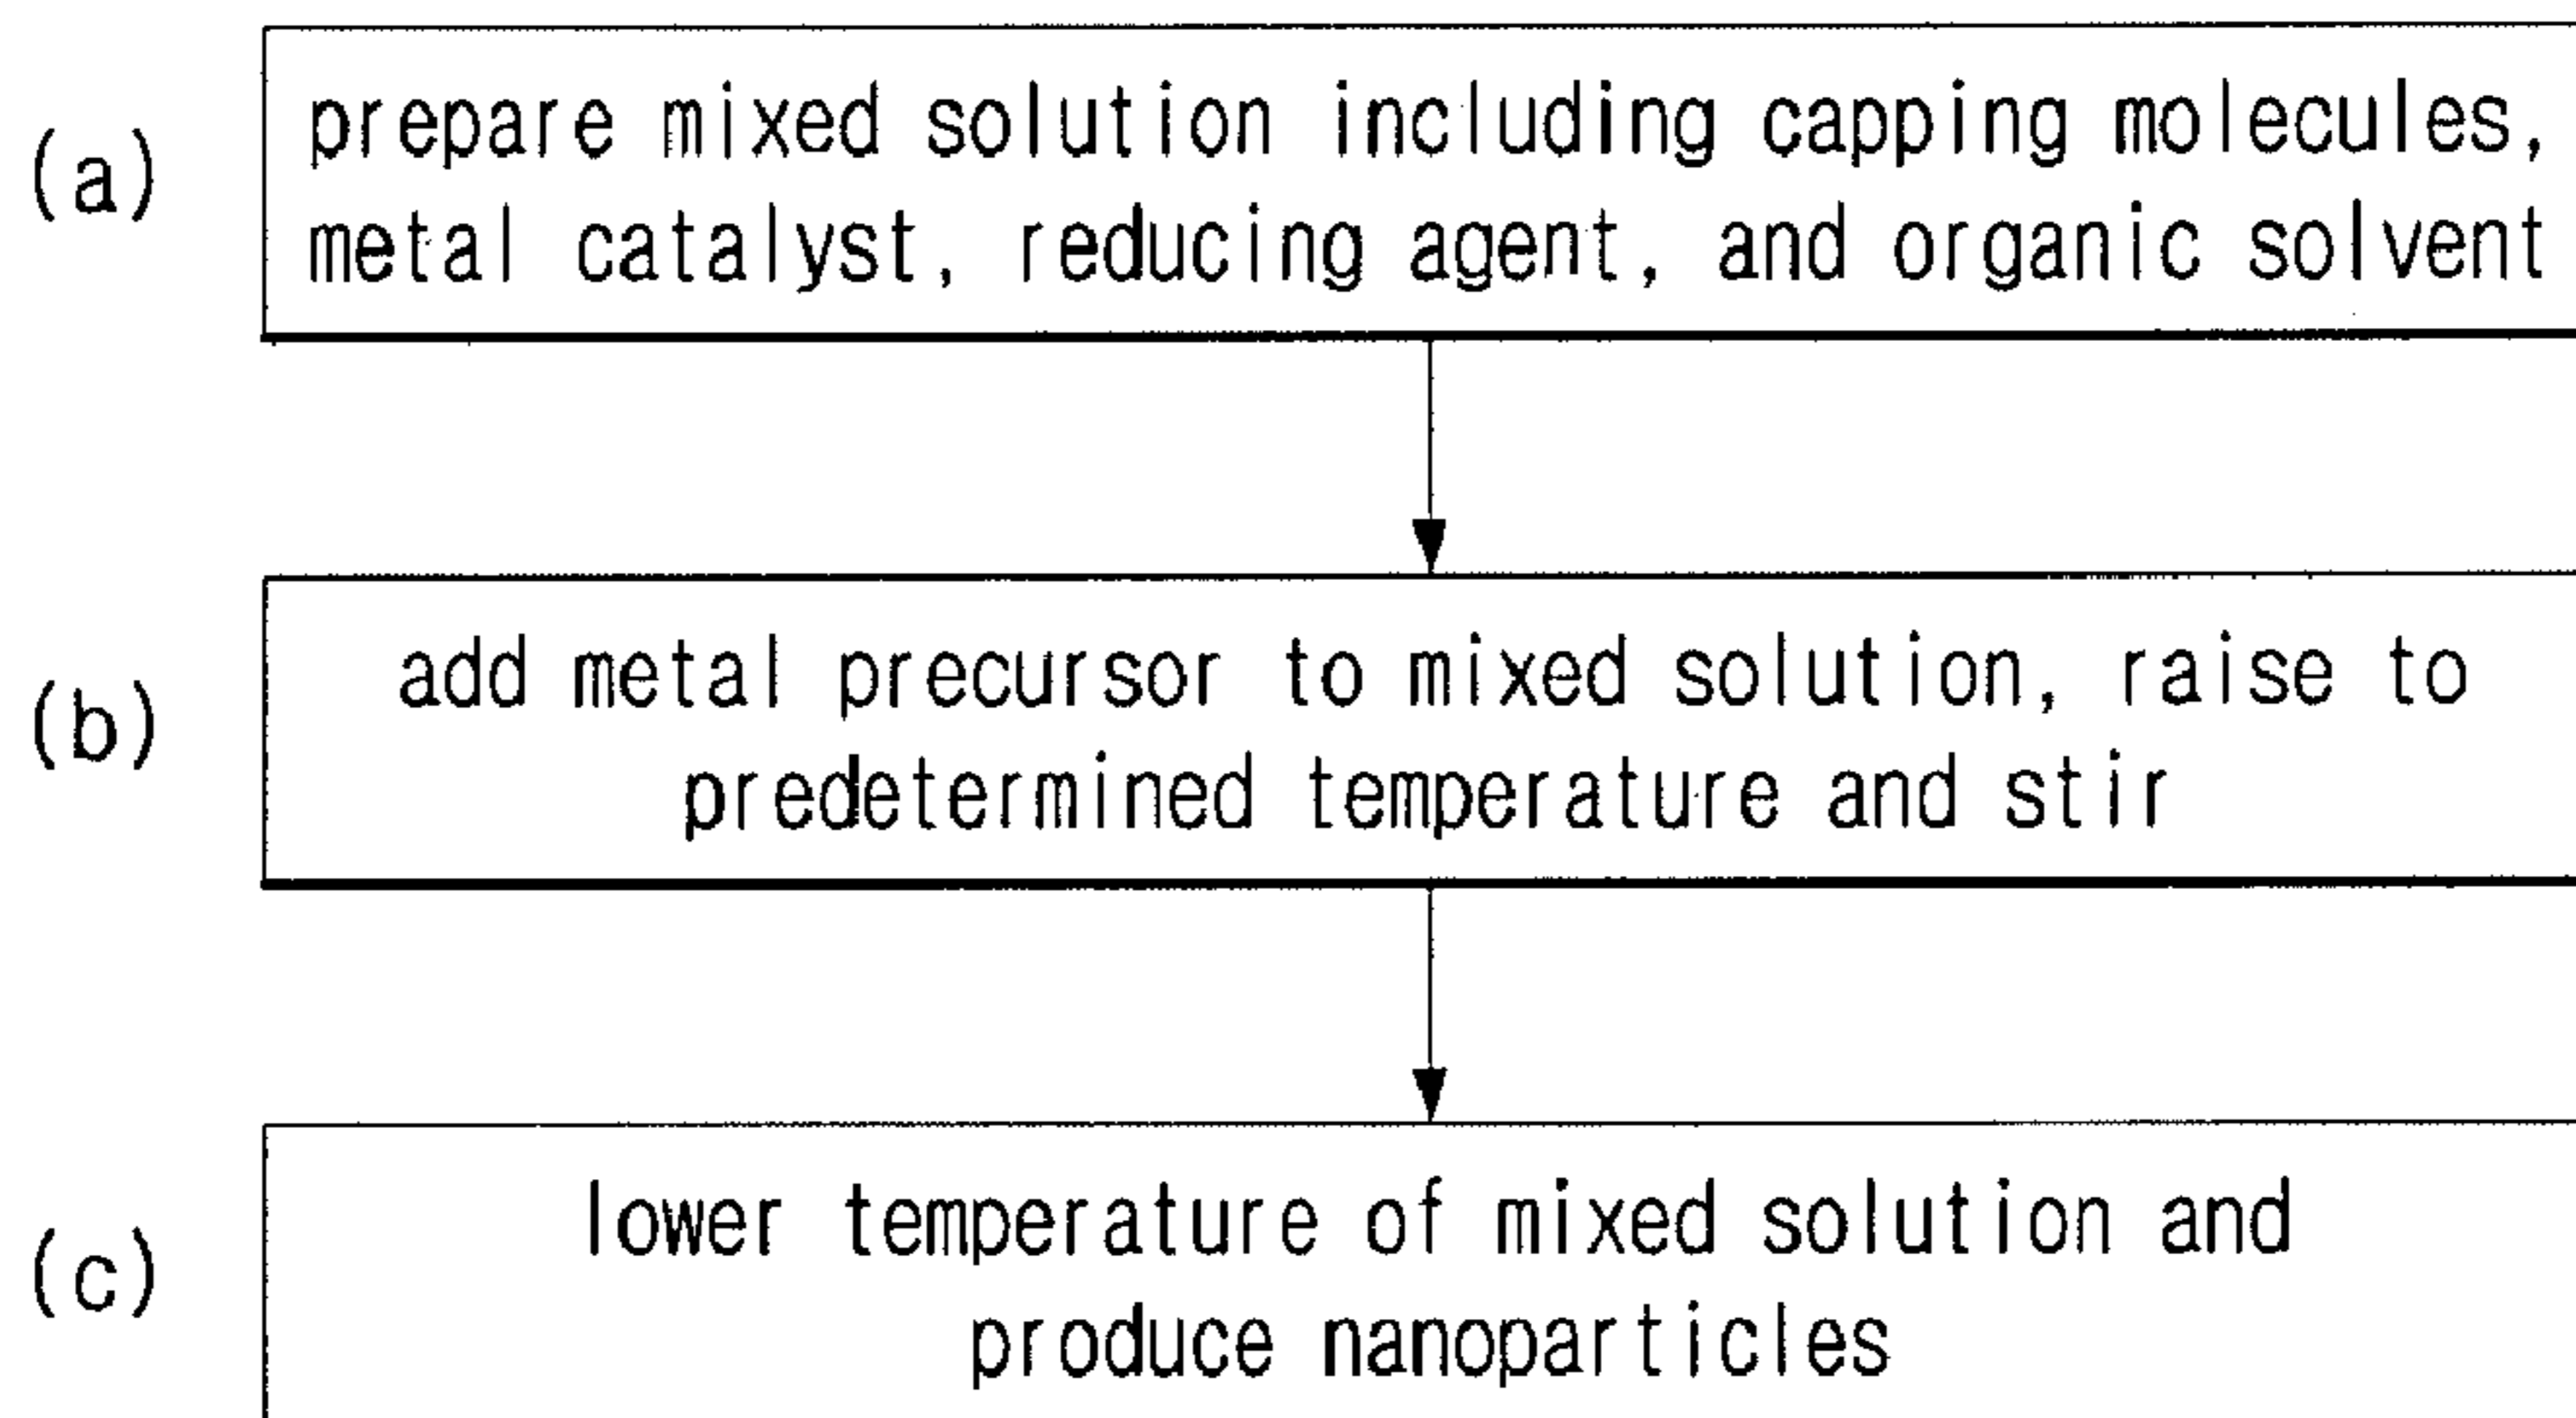 (a) prepare mixed solution including capping molecules,
metal catalyst, reducing agent, and organic solvent
(b) add metal precursor to mixed solution, raise to
predetermined temperature and stir
(c) lower temperature of mixed solution and
produce nanoparticles